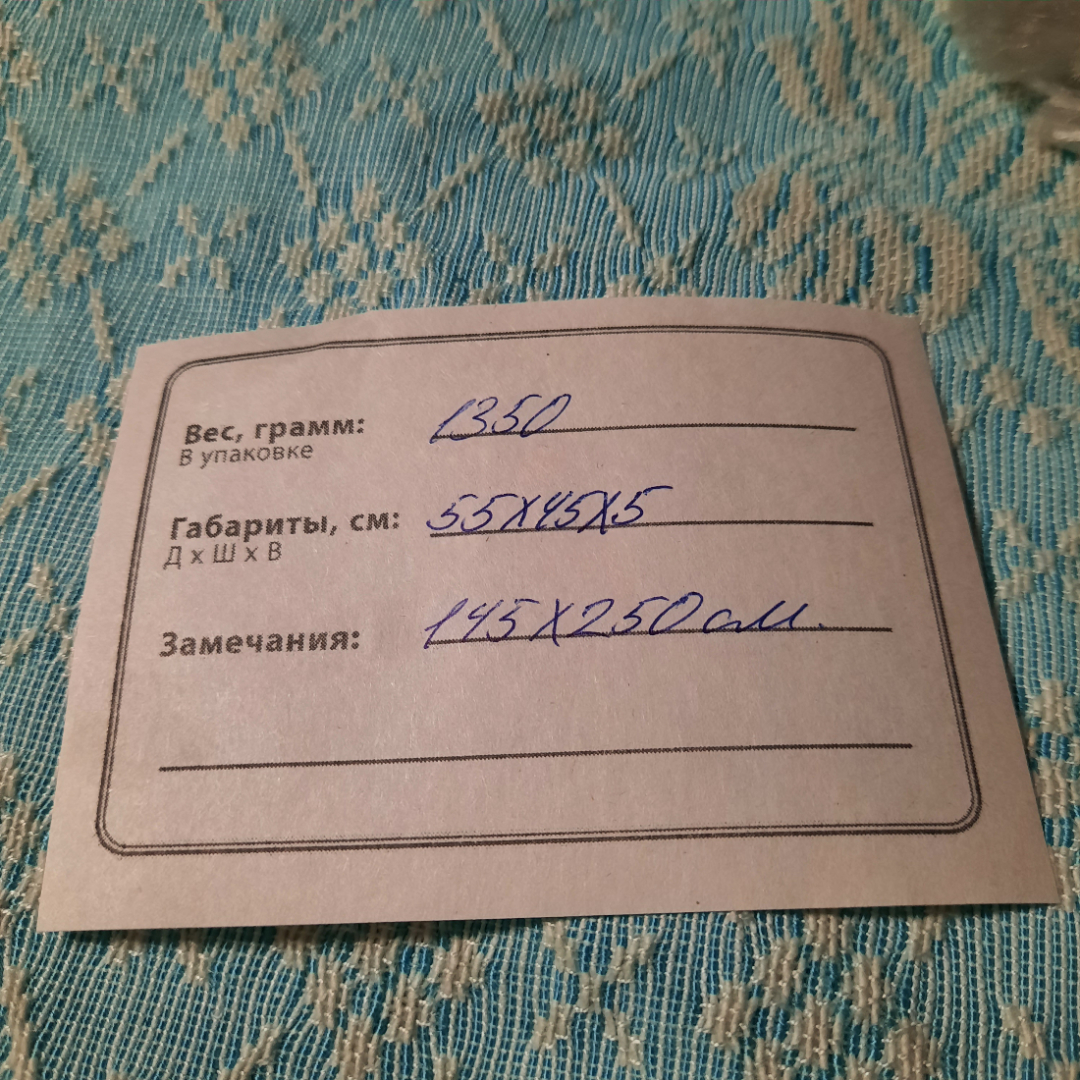 Вес, грамм: 1350
В упаковке
Габариты, см: 55х45х5
Д х Ш х В
Замечания: 145х250см.